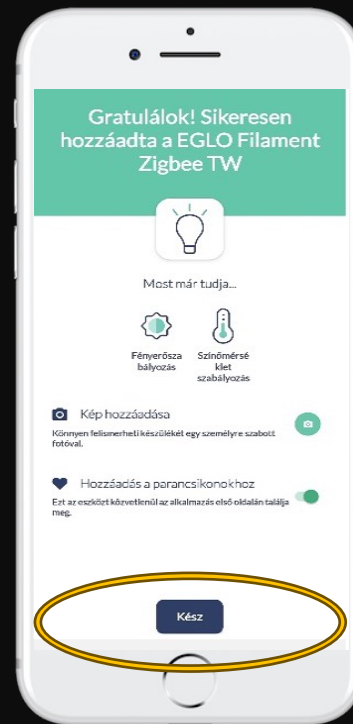 Gratulálok! Sikeresen
hozzáadta a EGLO Filament
Zigbee TW
Most már tudja...
Fényerősza
bályozás
Színőmérsé
klet
szabályozás
Kép hozzáadása
Könnyen felismerheti készülékét egy személyre szabott
fotóval.
Hozzáadás a parancsikonokhoz
Ezt az eszközt közvetlenül az alkalmazás első oldalán találja
meg.
Kész